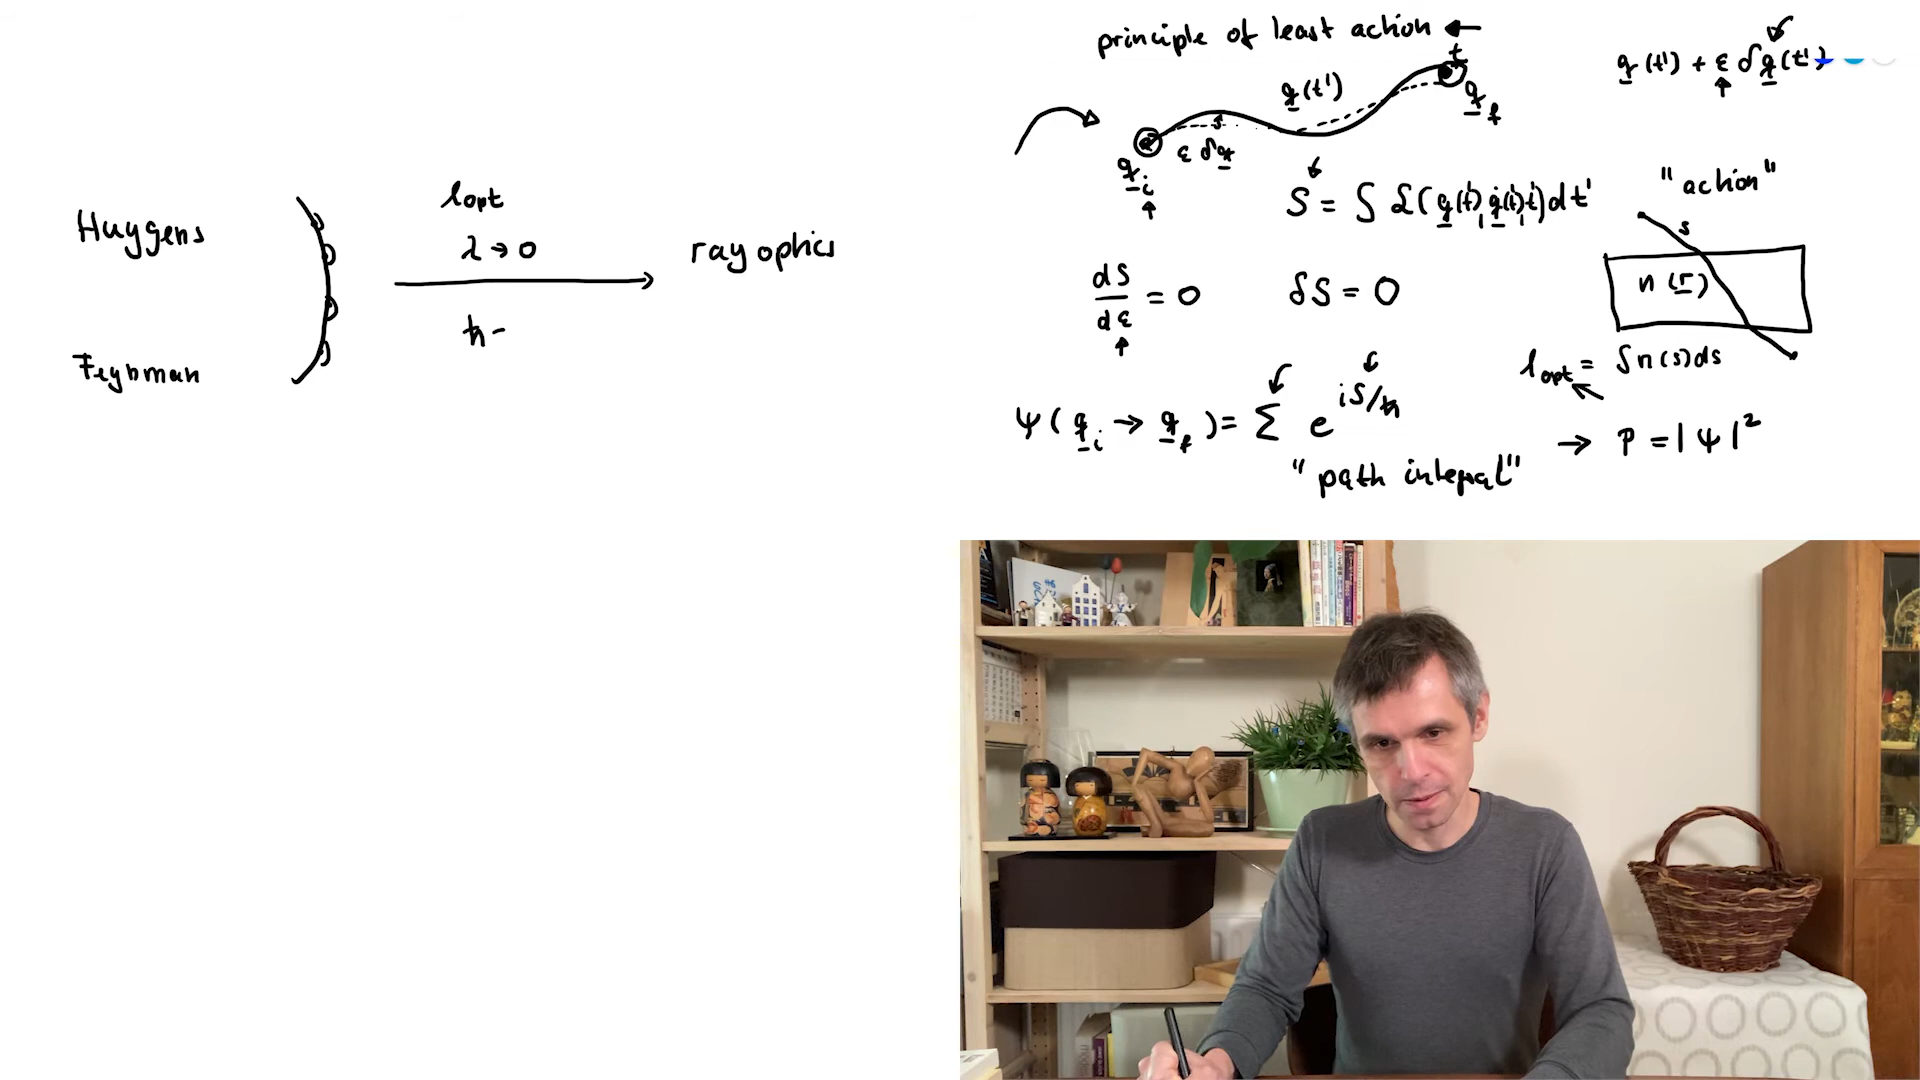 Huygens
l_opt
λ → 0
ray optics
ħ -
Feynman
principle of least action ←
t
q(t') + ε δq(t')
q(t')
q_f
ε δq
q_i
S = ∫ L(q(t'), q̇(t'), t') dt'
"action"
s
n(r)
dS/dε = 0
δS = 0
l_opt = ∫ n(s) ds
ψ(q_i → q_f) = Σ e^{iS/ħ}
→ P = |ψ|²
"path integral"